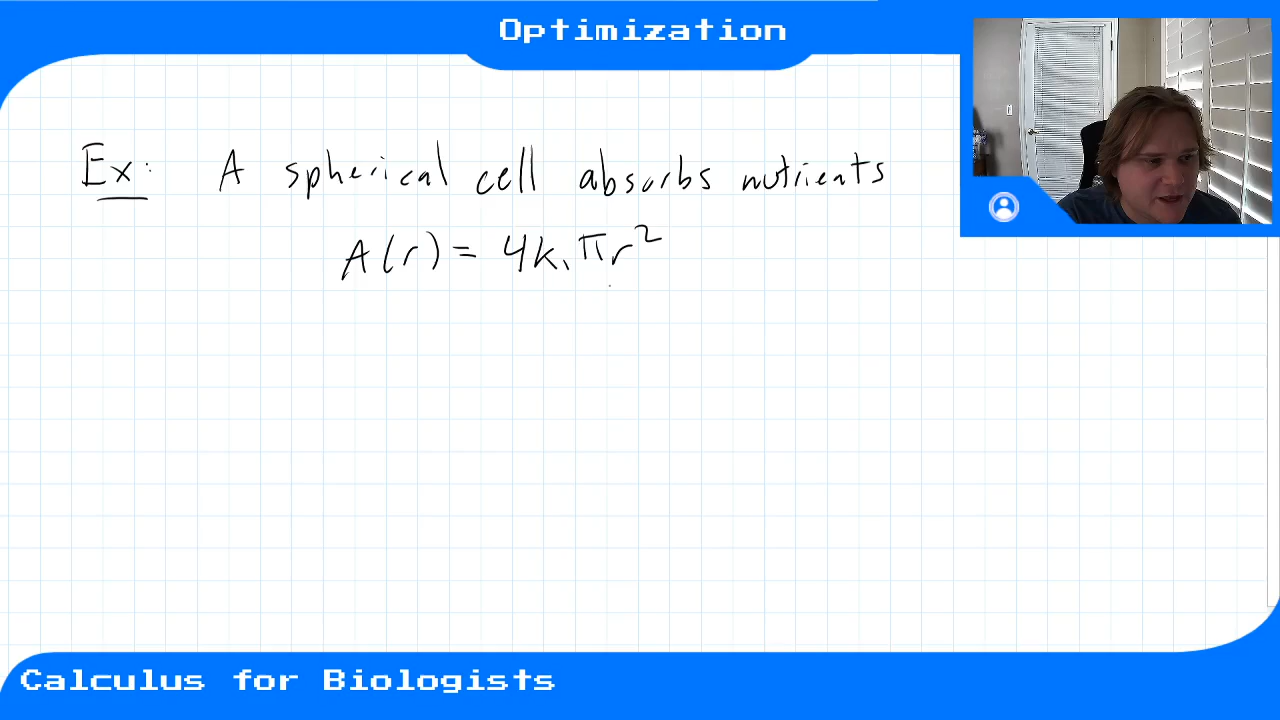 Optimization
Ex: A spherical cell absorbs nutrients
A(r) = 4k₁πr²
Calculus for Biologists